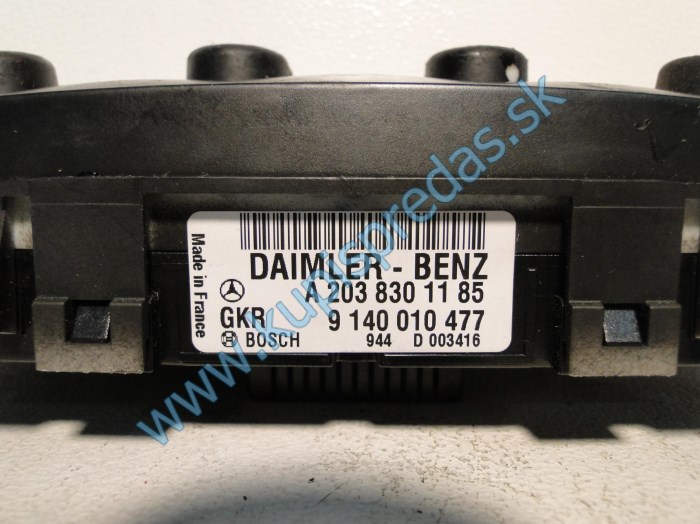 Made in France
DAIMLER - BENZ
A 203 830 11 85
GKR 9 140 010 477
BOSCH 944 D 003416
www.kupispredas.sk